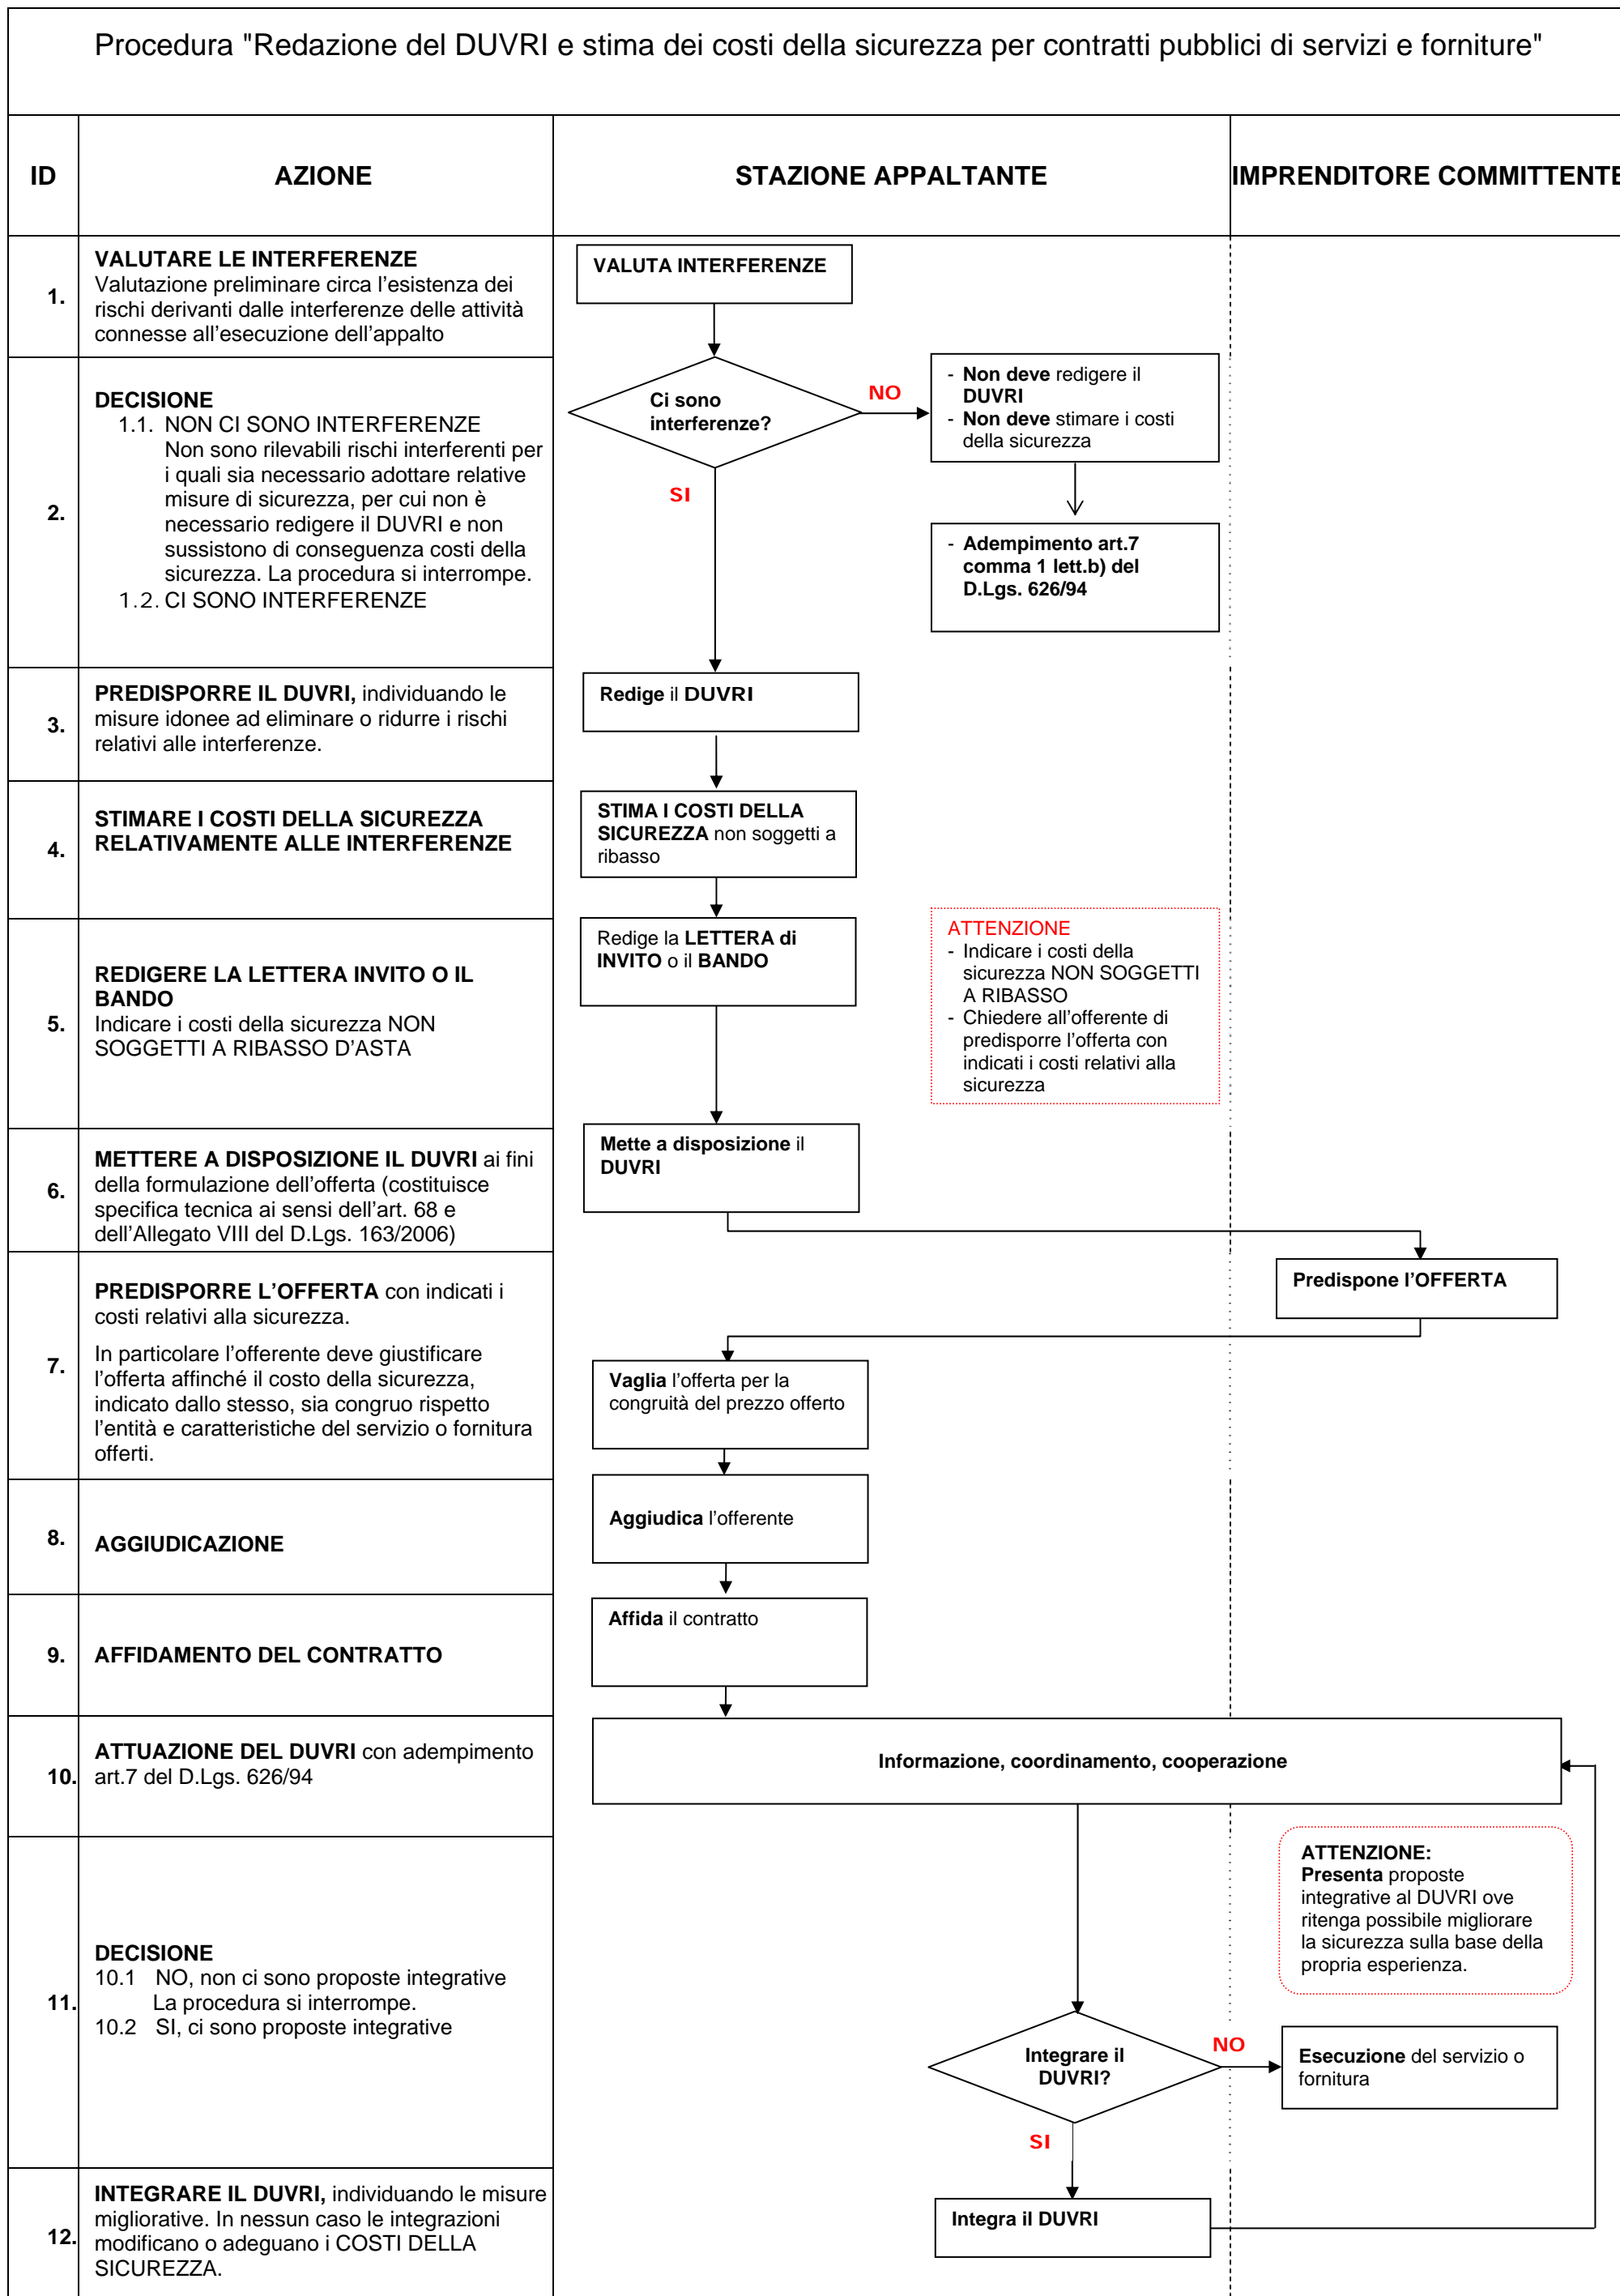 Procedura "Redazione del DUVRI e stima dei costi della sicurezza per contratti pubblici di servizi e forniture"
ID
AZIONE
STAZIONE APPALTANTE
IMPRENDITORE COMMITTENTE
1.
VALUTARE LE INTERFERENZE
Valutazione preliminare circa l'esistenza dei
rischi derivanti dalle interferenze delle attività
connesse all'esecuzione dell'appalto
VALUTA INTERFERENZE
2.
DECISIONE
1.1. NON CI SONO INTERFERENZE
Non sono rilevabili rischi interferenti per
i quali sia necessario adottare relative
misure di sicurezza, per cui non è
necessario redigere il DUVRI e non
sussistono di conseguenza costi della
sicurezza. La procedura si interrompe.
1.2. CI SONO INTERFERENZE
Ci sono
interferenze?
NO
SI
- Non deve redigere il
DUVRI
- Non deve stimare i costi
della sicurezza
- Adempimento art.7
comma 1 lett.b) del
D.Lgs. 626/94
3.
PREDISPORRE IL DUVRI, individuando le
misure idonee ad eliminare o ridurre i rischi
relativi alle interferenze.
Redige il DUVRI
4.
STIMARE I COSTI DELLA SICUREZZA
RELATIVAMENTE ALLE INTERFERENZE
STIMA I COSTI DELLA
SICUREZZA non soggetti a
ribasso
5.
REDIGERE LA LETTERA INVITO O IL
BANDO
Indicare i costi della sicurezza NON
SOGGETTI A RIBASSO D'ASTA
Redige la LETTERA di
INVITO o il BANDO
ATTENZIONE
- Indicare i costi della
sicurezza NON SOGGETTI
A RIBASSO
- Chiedere all'offerente di
predisporre l'offerta con
indicati i costi relativi alla
sicurezza
6.
METTERE A DISPOSIZIONE IL DUVRI ai fini
della formulazione dell'offerta (costituisce
specifica tecnica ai sensi dell'art. 68 e
dell'Allegato VIII del D.Lgs. 163/2006)
Mette a disposizione il
DUVRI
7.
PREDISPORRE L'OFFERTA con indicati i
costi relativi alla sicurezza.
In particolare l'offerente deve giustificare
l'offerta affinché il costo della sicurezza,
indicato dallo stesso, sia congruo rispetto
l'entità e caratteristiche del servizio o fornitura
offerti.
Predispone l'OFFERTA
Vaglia l'offerta per la
congruità del prezzo offerto
8.
AGGIUDICAZIONE
Aggiudica l'offerente
9.
AFFIDAMENTO DEL CONTRATTO
Affida il contratto
10.
ATTUAZIONE DEL DUVRI con adempimento
art.7 del D.Lgs. 626/94
Informazione, coordinamento, cooperazione
11.
DECISIONE
10.1 NO, non ci sono proposte integrative
La procedura si interrompe.
10.2 SI, ci sono proposte integrative
ATTENZIONE:
Presenta proposte
integrative al DUVRI ove
ritenga possibile migliorare
la sicurezza sulla base della
propria esperienza.
Integrare il
DUVRI?
NO
SI
Esecuzione del servizio o
fornitura
12.
INTEGRARE IL DUVRI, individuando le misure
migliorative. In nessun caso le integrazioni
modificano o adeguano i COSTI DELLA
SICUREZZA.
Integra il DUVRI